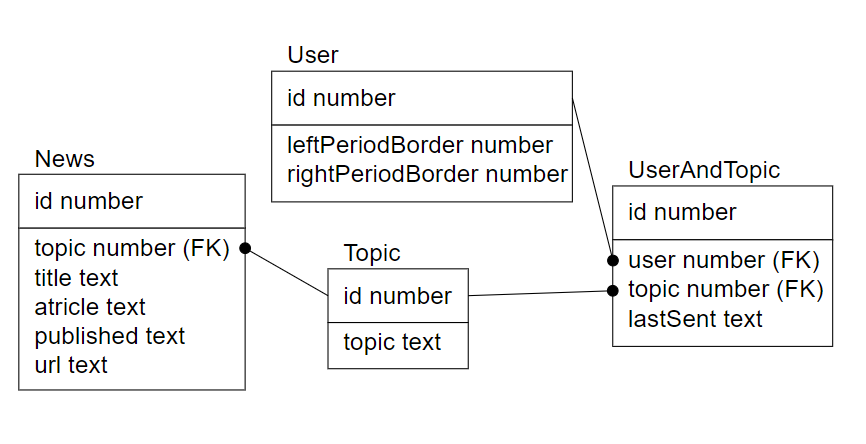 User
id number
leftPeriodBorder number
rightPeriodBorder number
News
id number
topic number (FK)
title text
atricle text
published text
url text
Topic
id number
topic text
UserAndTopic
id number
user number (FK)
topic number (FK)
lastSent text